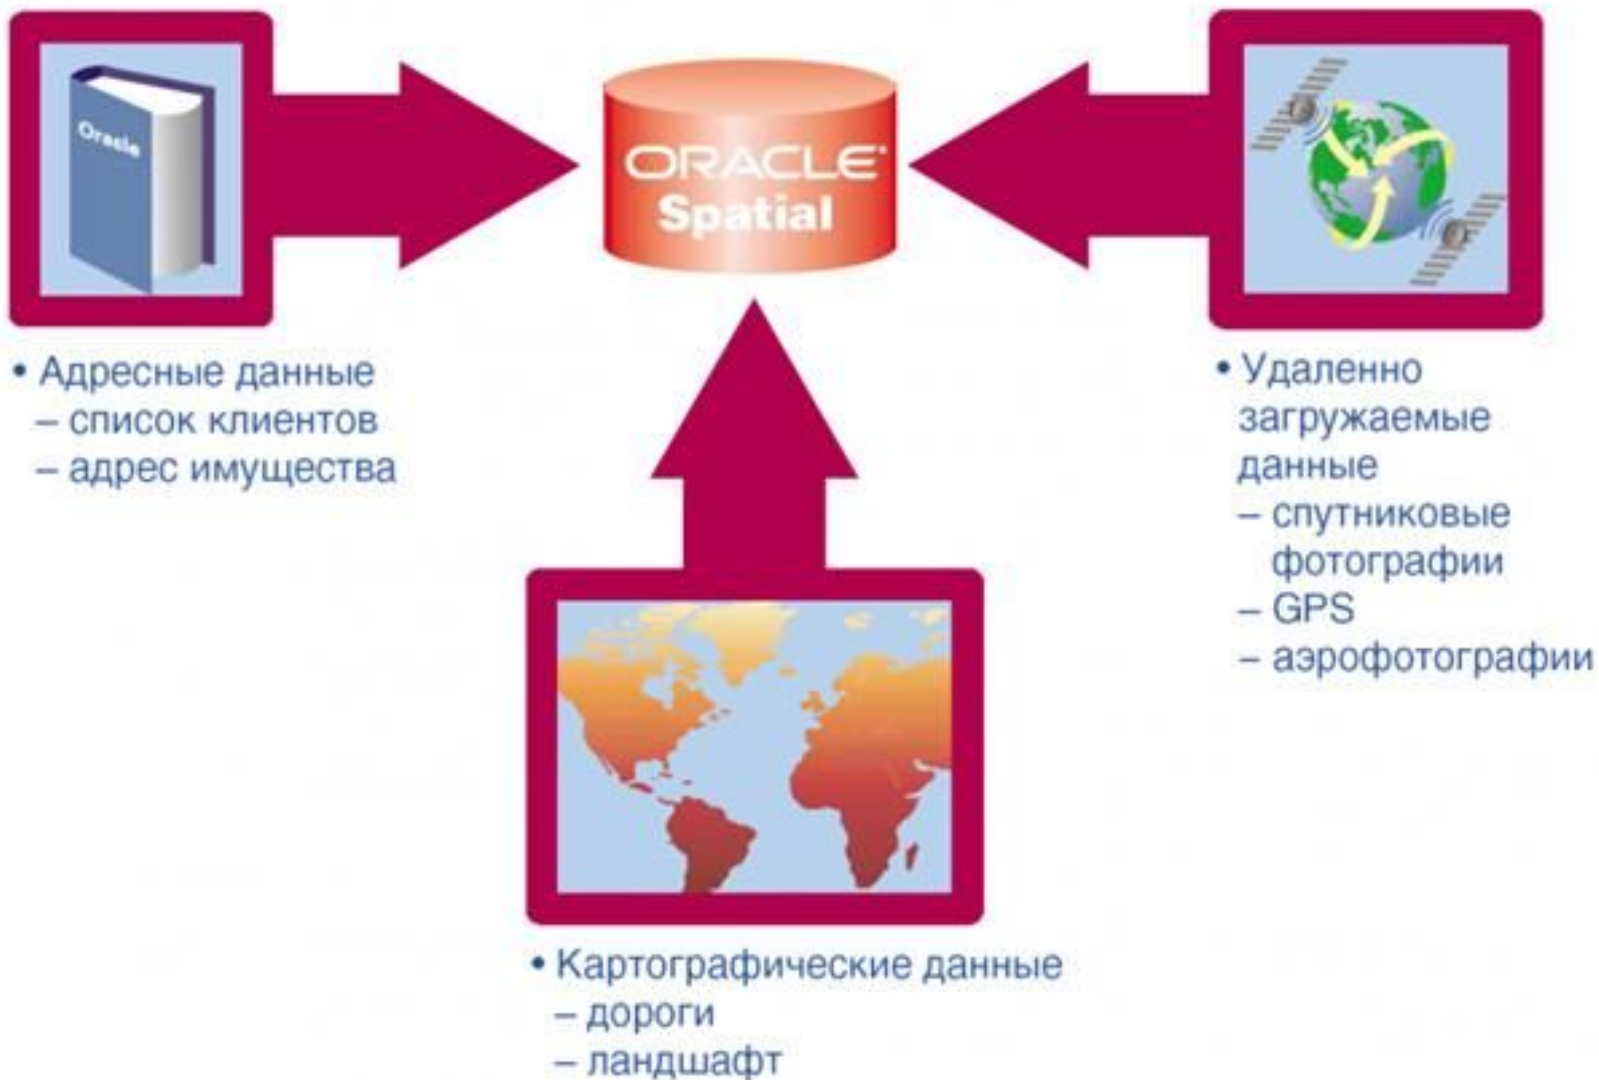 Oracle
ORACLE
Spatial
• Адресные данные
– список клиентов
– адрес имущества
• Удаленно
загружаемые
данные
– спутниковые
фотографии
– GPS
– аэрофотографии
• Картографические данные
– дороги
– ландшафт